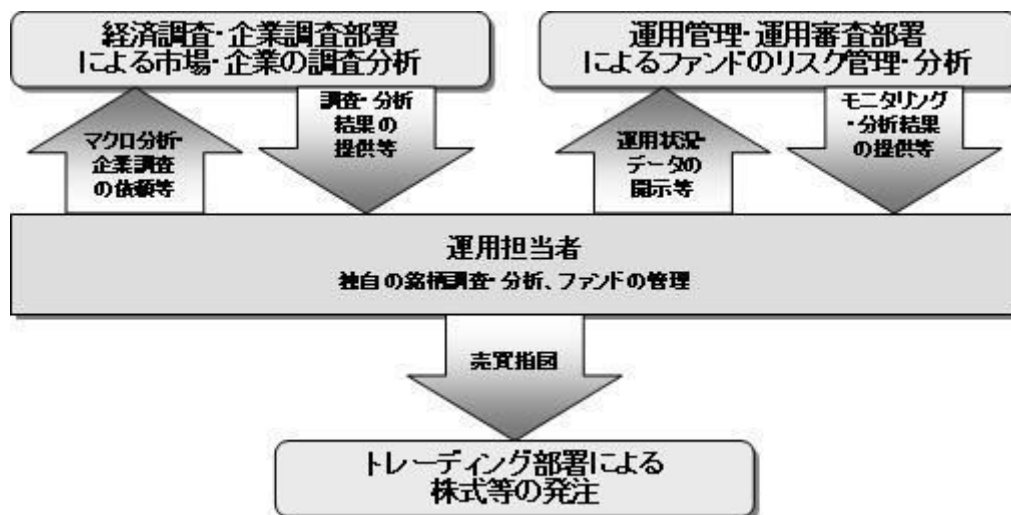 経済調査・企業調査部署
による市場・企業の調査分析
運用管理・運用審査部署
によるファンドのリスク管理・分析
マクロ分析・
企業調査
の依頼等
調査・分析
結果の
提供等
運用状況・
データの
開示等
モニタリング
・分析結果
の提供等
運用担当者
独自の銘柄調査・分析、ファンドの管理
売買指図
トレーディング部署による
株式等の発注